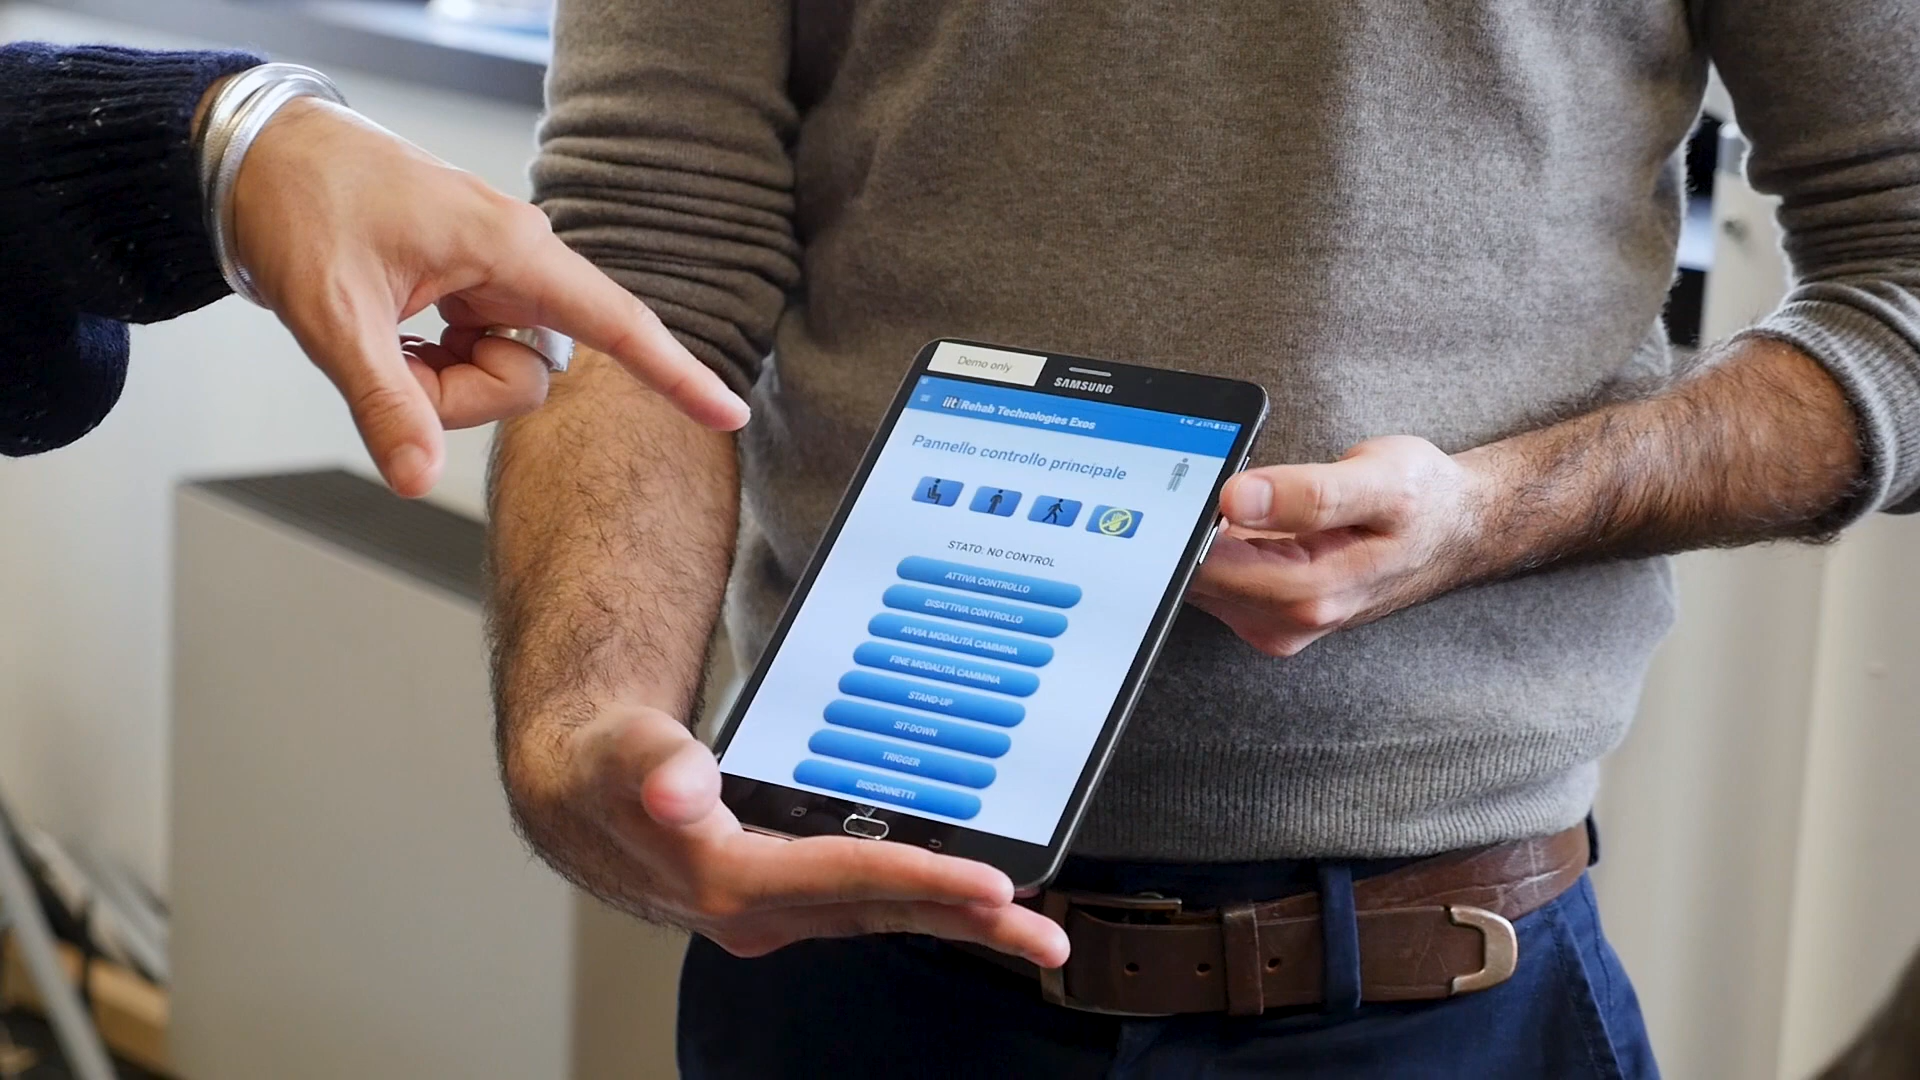 Demo only
SAMSUNG
iit Rehab Technologies Exos
Pannello controllo principale
STATO: NO CONTROL
ATTIVA CONTROLLO
DISATTIVA CONTROLLO
AVVIA MODALITÀ CAMMINA
FINE MODALITÀ CAMMINA
STAND-UP
SIT-DOWN
TRIGGER
DISCONNETTI